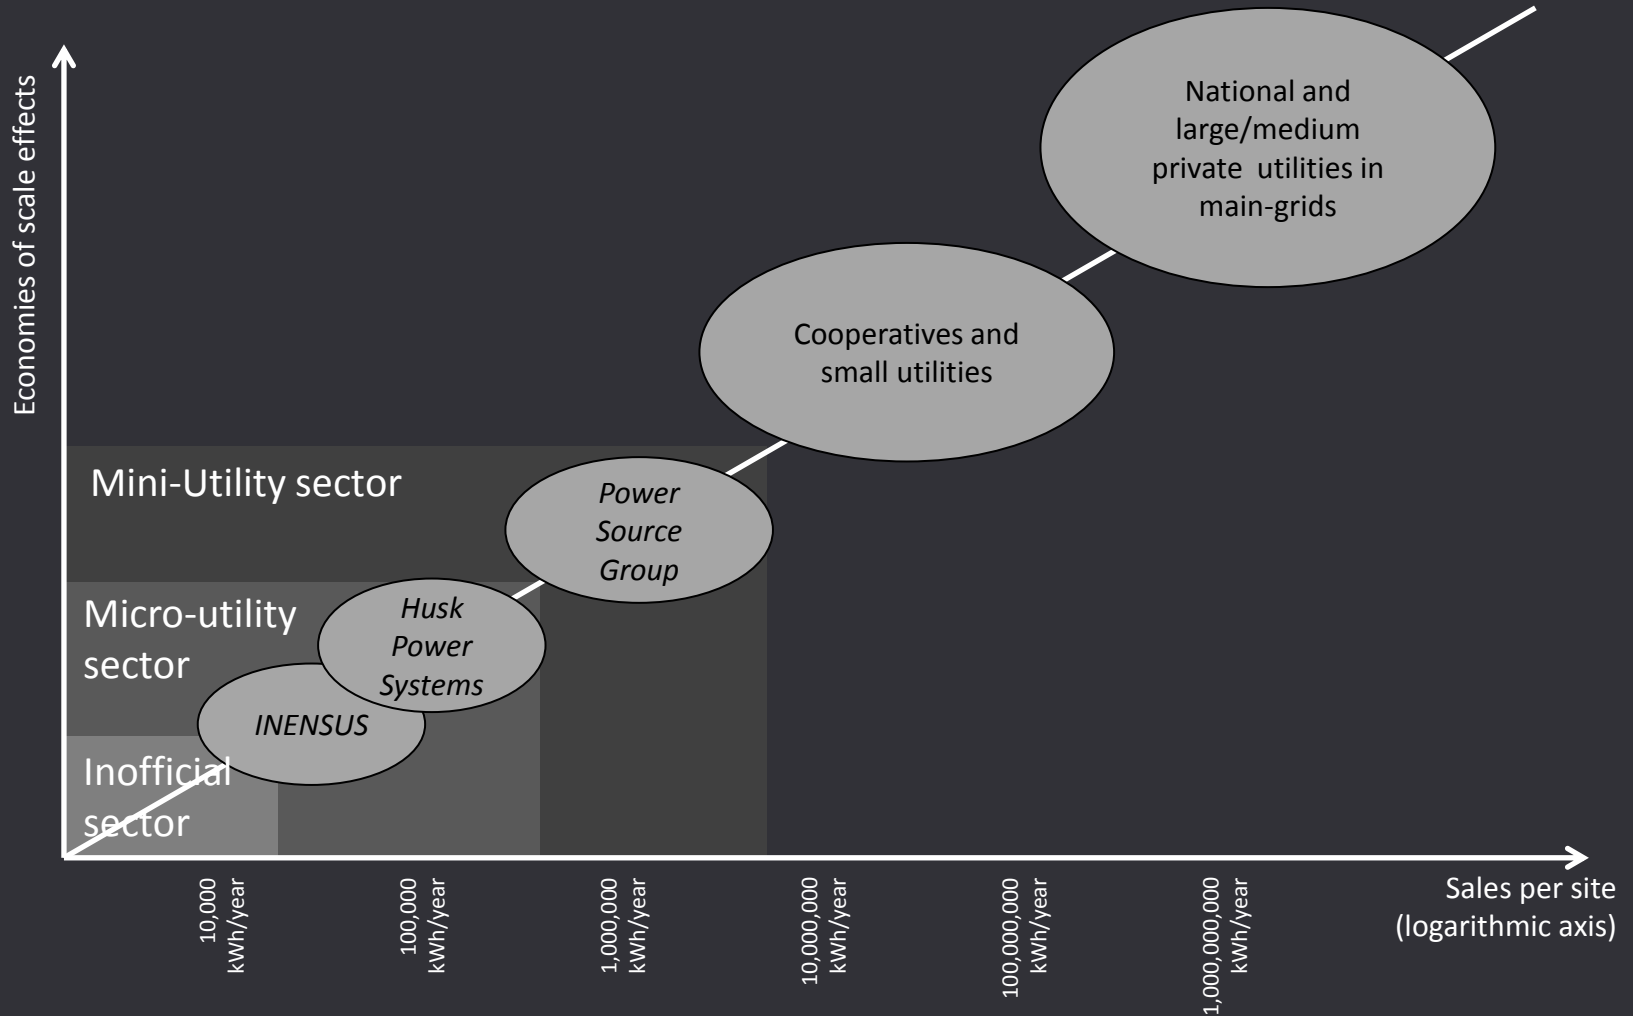 Economies of scale effects
National and
large/medium
private  utilities in
main-grids
Cooperatives and
small utilities
Mini-Utility sector
Power
Source
Group
Micro-utility
sector
Husk
Power
Systems
INENSUS
Inofficial
sector
10,000
kWh/year
100,000
kWh/year
1,000,000
kWh/year
10,000,000
kWh/year
100,000,000
kWh/year
1,000,000,000
kWh/year
Sales per site
(logarithmic axis)